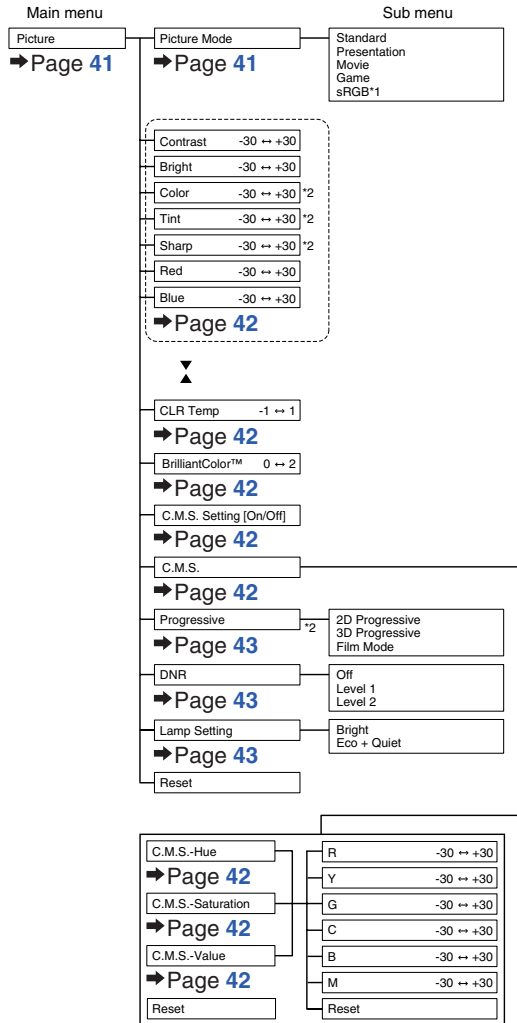 Main menu Sub menu
Picture Picture Mode Standard
Presentation
Movie
Game
sRGB*1
➡Page 41 ➡Page 41
Contrast -30 ↔ +30
Bright -30 ↔ +30
Color -30 ↔ +30 *2
Tint -30 ↔ +30 *2
Sharp -30 ↔ +30 *2
Red -30 ↔ +30
Blue -30 ↔ +30
➡Page 42
CLR Temp -1 ↔ 1
➡Page 42
BrilliantColor™ 0 ↔ 2
➡Page 42
C.M.S. Setting [On/Off]
➡Page 42
C.M.S.
➡Page 42
Progressive *2 2D Progressive
3D Progressive
Film Mode
➡Page 43
DNR Off
Level 1
Level 2
➡Page 43
Lamp Setting Bright
Eco + Quiet
➡Page 43
Reset
C.M.S.-Hue R -30 ↔ +30
➡Page 42 Y -30 ↔ +30
C.M.S.-Saturation G -30 ↔ +30
➡Page 42 C -30 ↔ +30
C.M.S.-Value B -30 ↔ +30
➡Page 42 M -30 ↔ +30
Reset Reset